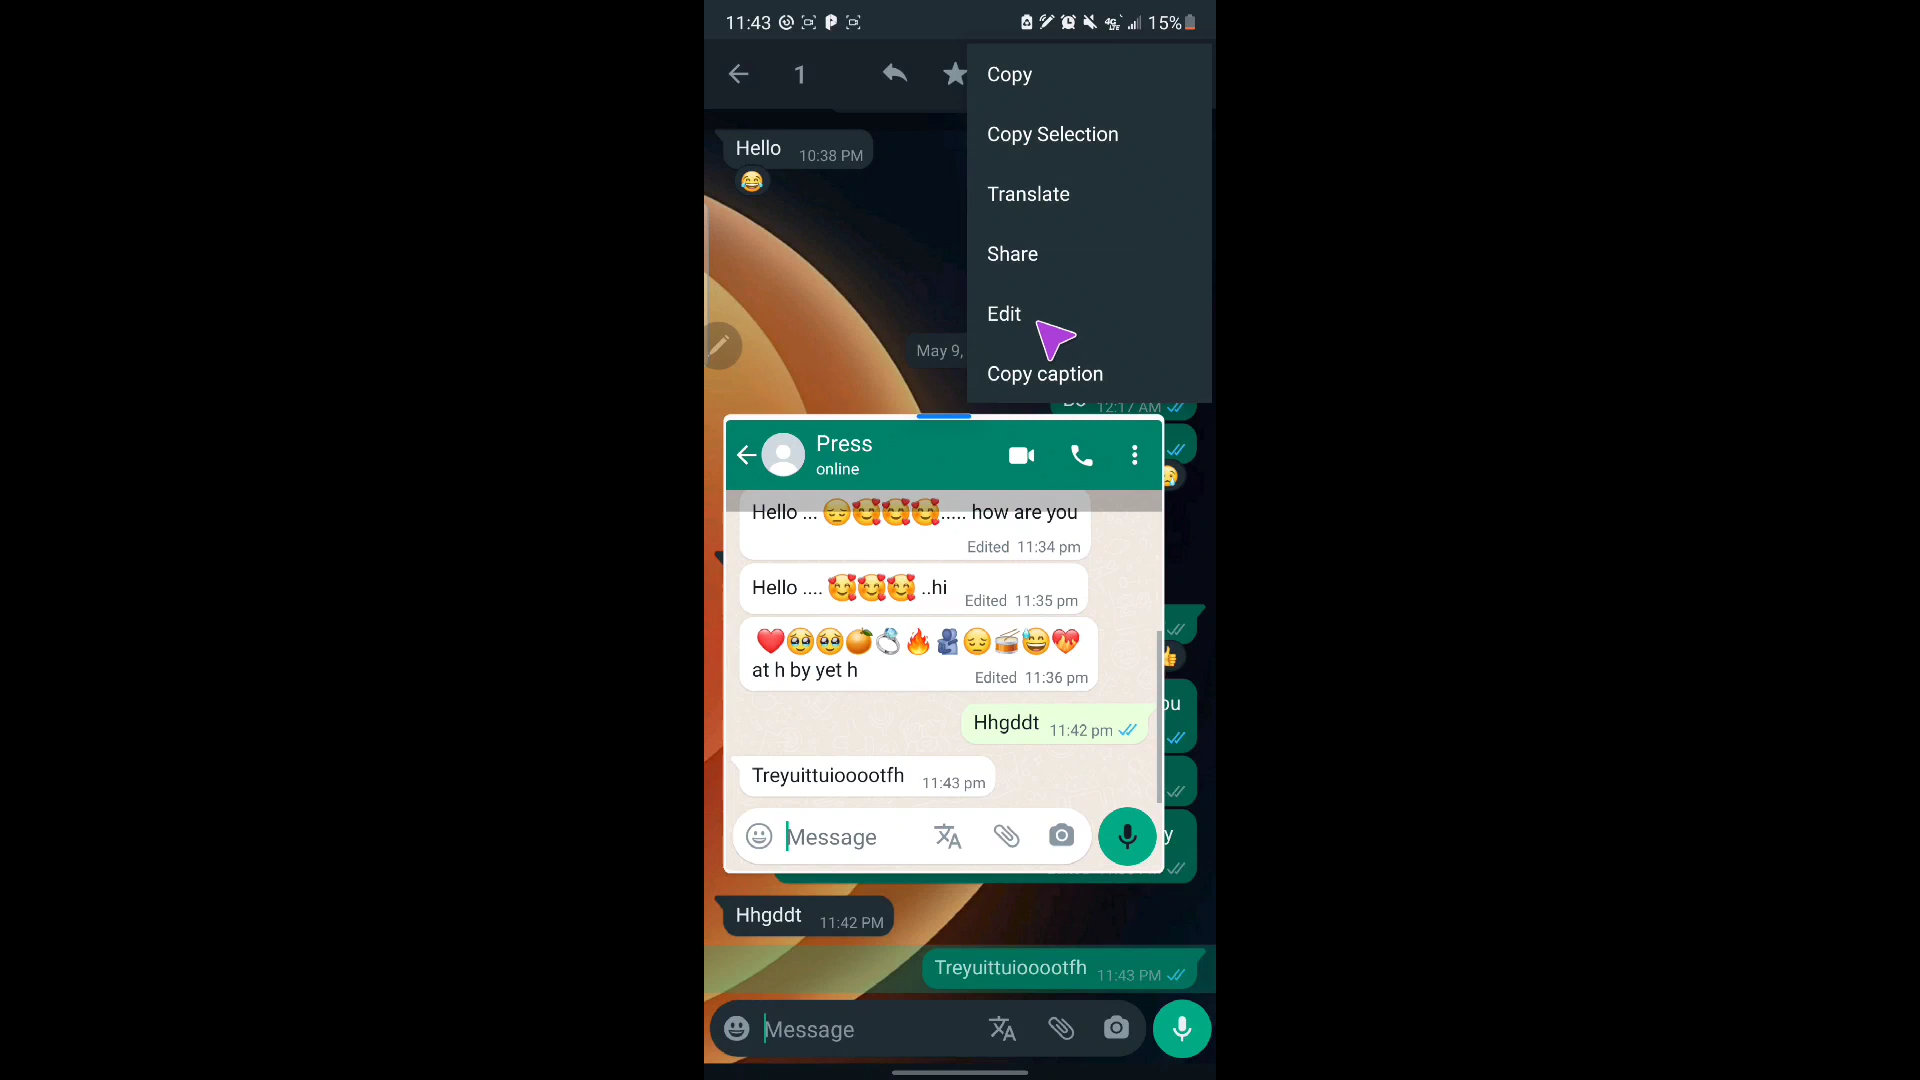 11:43
4G LTE 15%
1
Copy
Copy Selection
Translate
Share
Edit
Copy caption
Hello 10:38 PM
May 9,
12:17 AM
Press
online
Hello ... 😔🥰🥰🥰..... how are you
Edited 11:34 pm
Hello .... 🥰🥰🥰 ..hi
Edited 11:35 pm
❤️🥹🥹🍊💍🔥🫂😔🥁😅💖
at h by yet h
Edited 11:36 pm
Hhgddt 11:42 pm
Treyuittuiooootfh 11:43 pm
Message
ou
y
Hhgddt 11:42 PM
Treyuittuiooootfh 11:43 PM
Message